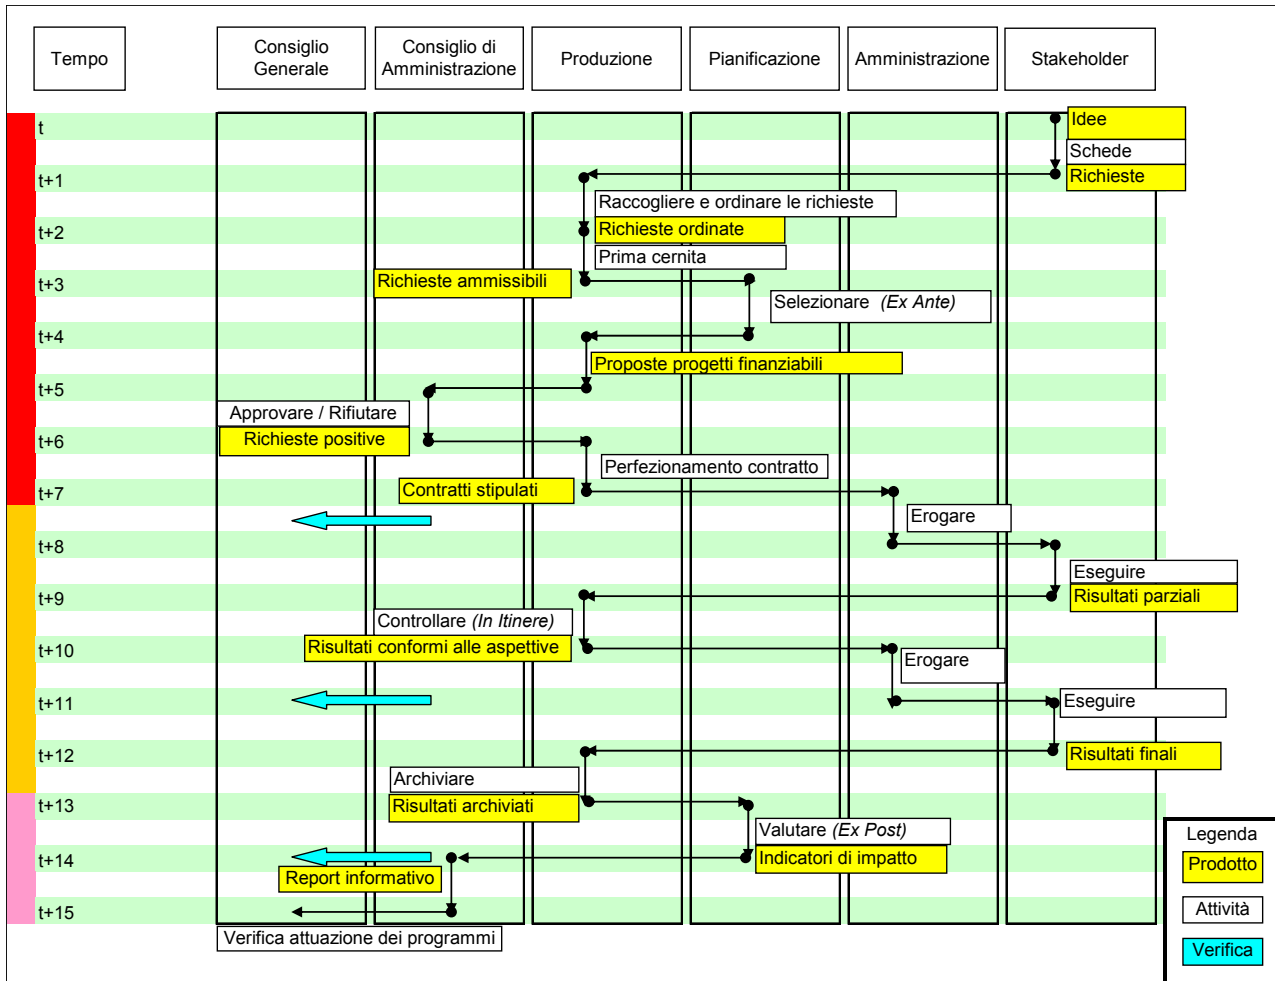 Tempo
Consiglio
Generale
Consiglio di
Amministrazione
Produzione
Pianificazione
Amministrazione
Stakeholder
t
Idee
Schede
t+1
Richieste
Raccogliere e ordinare le richieste
t+2
Richieste ordinate
Prima cernita
t+3
Richieste ammissibili
Selezionare (Ex Ante)
t+4
Proposte progetti finanziabili
t+5
Approvare / Rifiutare
t+6
Richieste positive
Perfezionamento contratto
t+7
Contratti stipulati
Erogare
t+8
Eseguire
t+9
Risultati parziali
Controllare (In Itinere)
t+10
Risultati conformi alle aspettive
Erogare
t+11
Eseguire
t+12
Risultati finali
Archiviare
t+13
Risultati archiviati
Valutare (Ex Post)
t+14
Indicatori di impatto
Report informativo
t+15
Verifica attuazione dei programmi
Legenda
Prodotto
Attività
Verifica